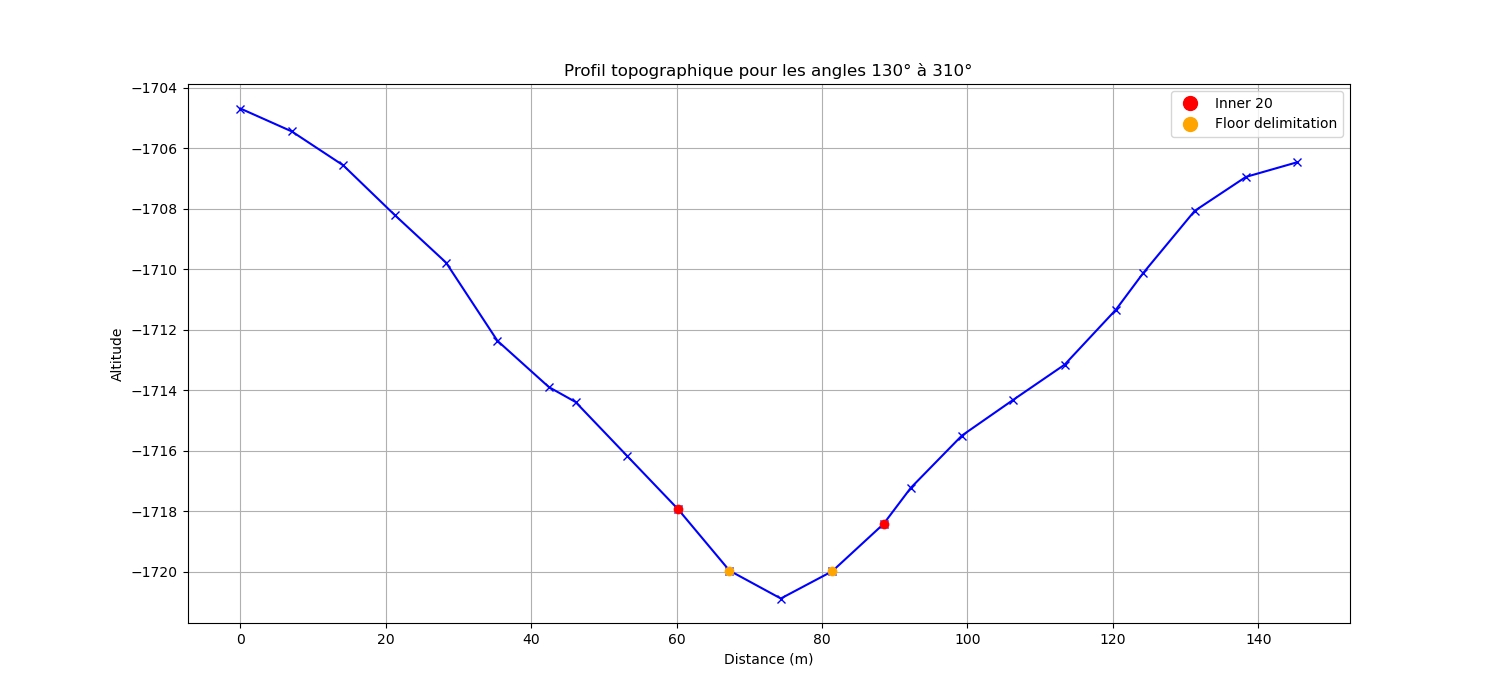 Profil topographique pour les angles 130° à 310°
Inner 20
Floor delimitation
Altitude
−1704
−1706
−1708
−1710
−1712
−1714
−1716
−1718
−1720
0 20 40 60 80 100 120 140
Distance (m)